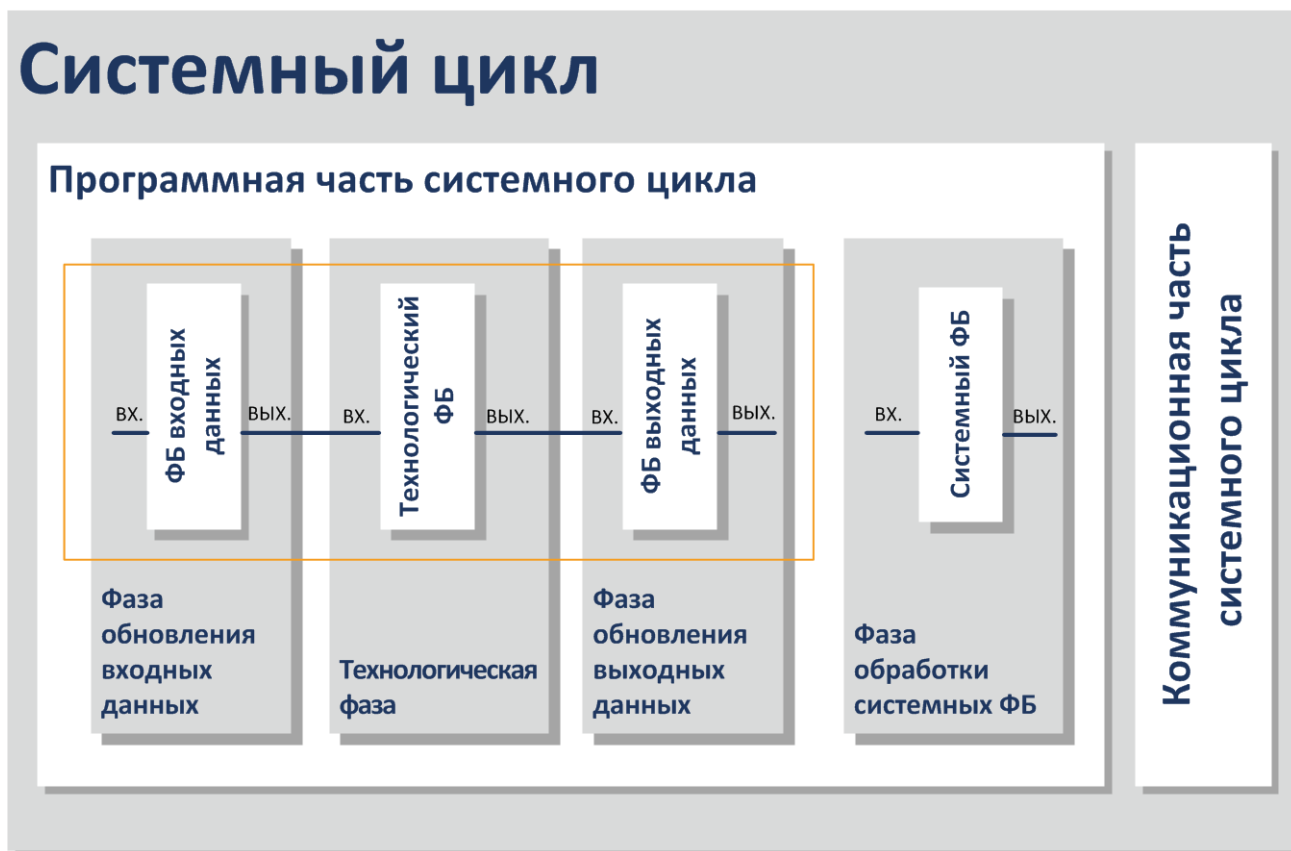 Системный цикл
Программная часть системного цикла
ВХ.
ФБ входных
данных
ВЫХ.
ВХ.
Технологический
ФБ
ВЫХ.
ВХ.
ФБ выходных
данных
ВЫХ.
ВХ.
Системный ФБ
ВЫХ.
Фаза
обновления
входных
данных
Технологическая
фаза
Фаза
обновления
выходных
данных
Фаза
обработки
системных ФБ
Коммуникационная часть
системного цикла